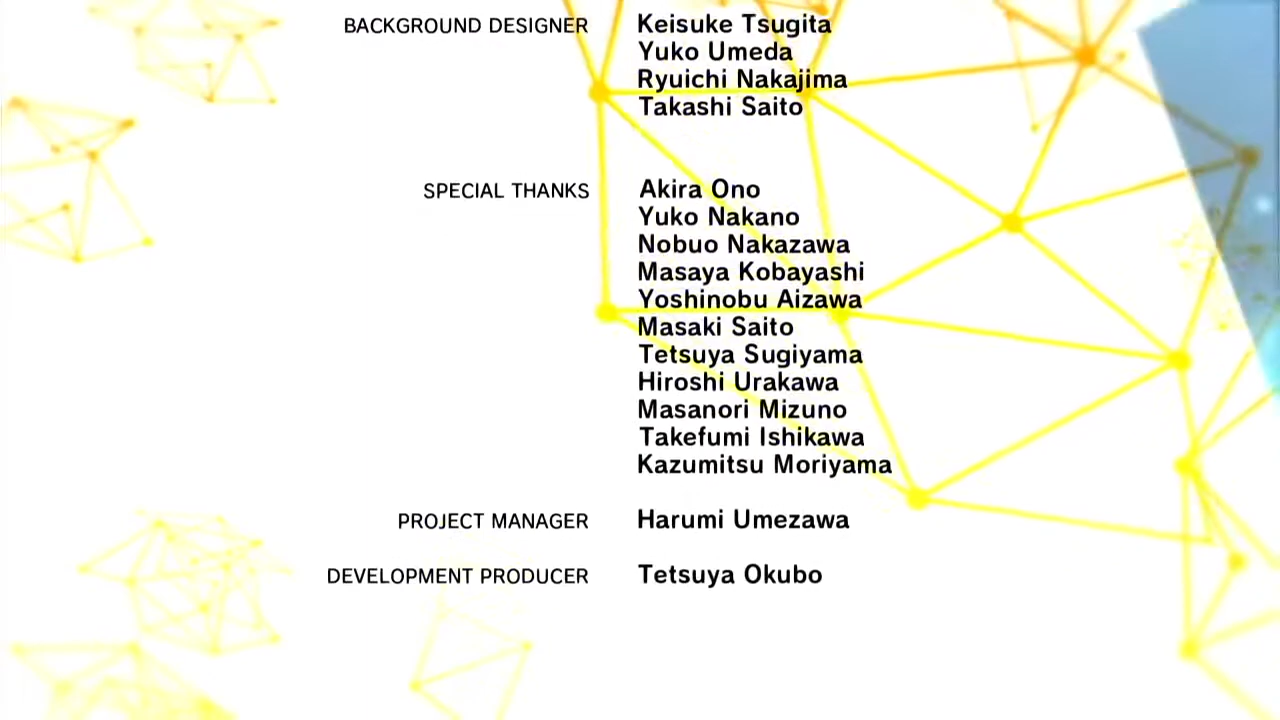 BACKGROUND DESIGNER Keisuke Tsugita
Yuko Umeda
Ryuichi Nakajima
Takashi Saito
SPECIAL THANKS Akira Ono
Yuko Nakano
Nobuo Nakazawa
Masaya Kobayashi
Yoshinobu Aizawa
Masaki Saito
Tetsuya Sugiyama
Hiroshi Urakawa
Masanori Mizuno
Takefumi Ishikawa
Kazumitsu Moriyama
PROJECT MANAGER Harumi Umezawa
DEVELOPMENT PRODUCER Tetsuya Okubo